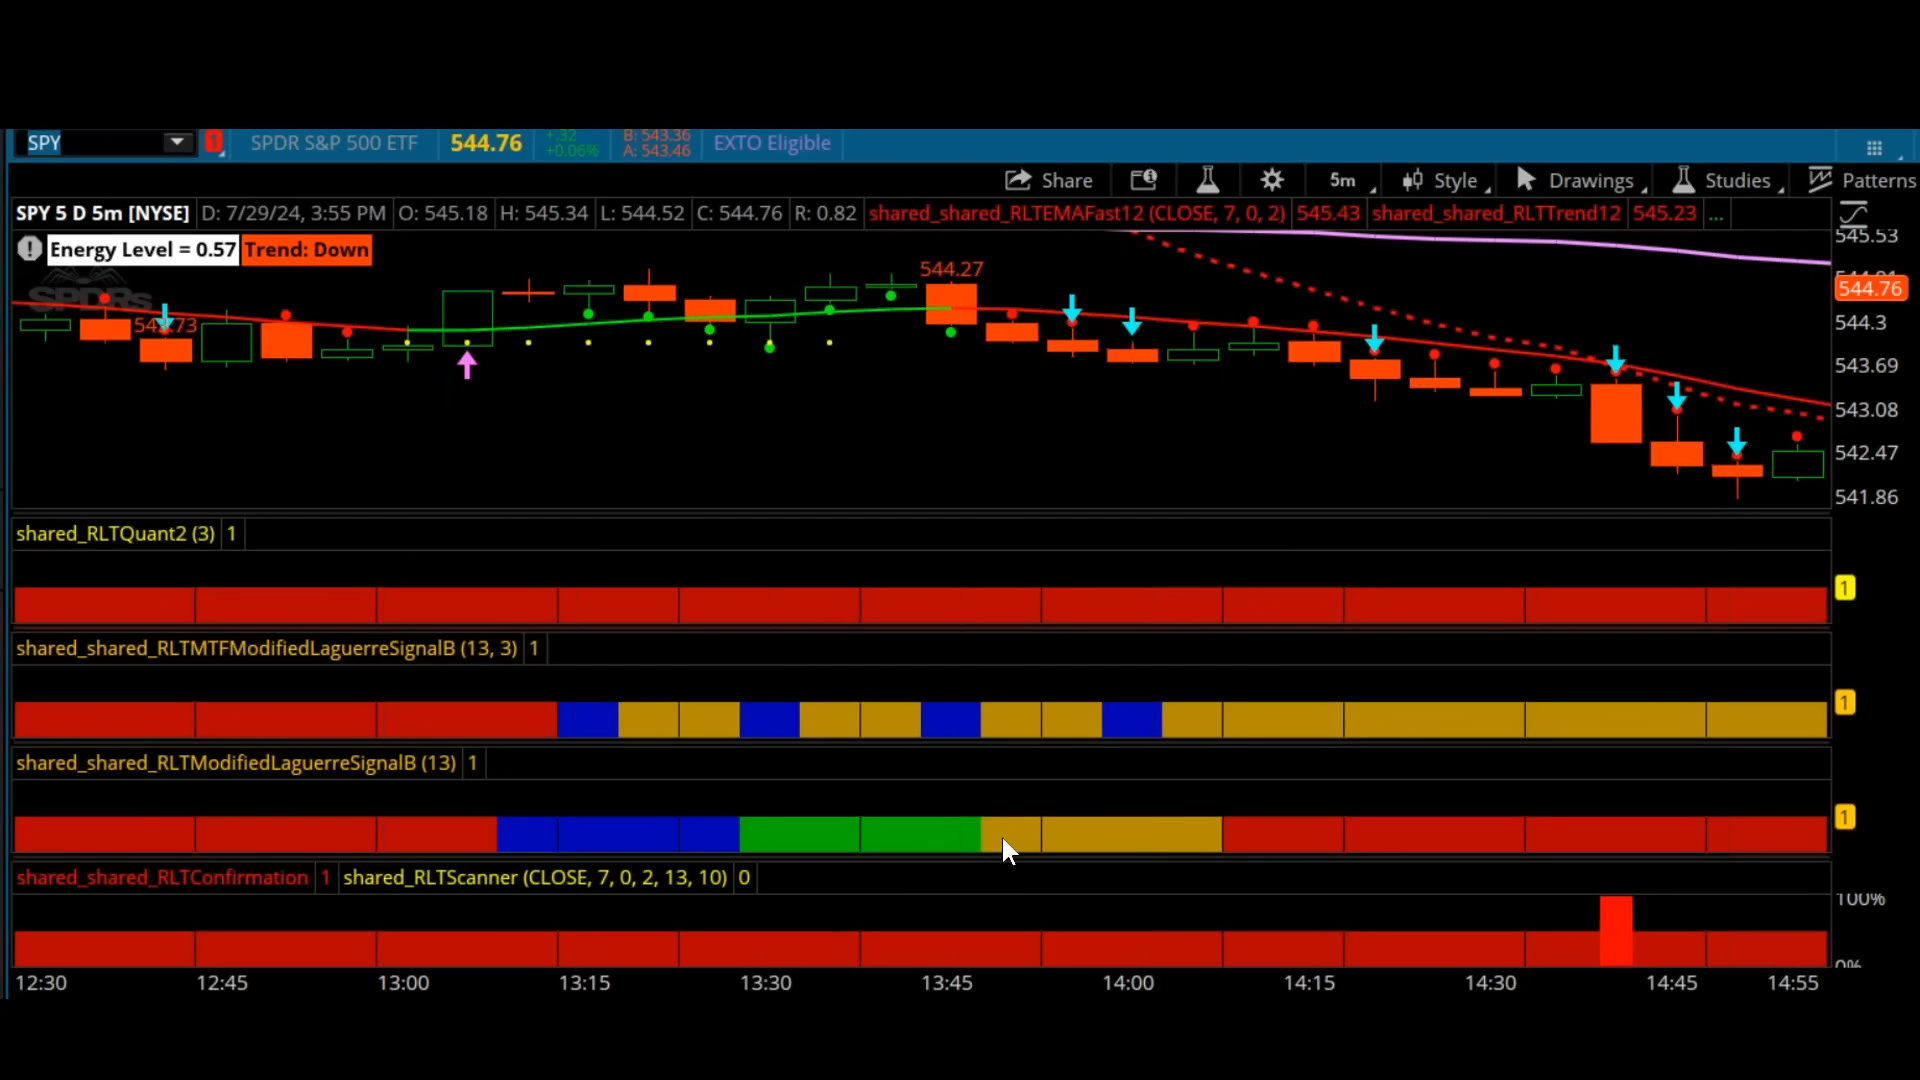 SPY 1 SPDR S&P 500 ETF 544.76 +.32 +0.06% B: 543.36 A: 543.46 EXTO Eligible
Share 5m Style Drawings Studies Patterns
SPY 5 D 5m [NYSE] D: 7/29/24, 3:55 PM O: 545.18 H: 545.34 L: 544.52 C: 544.76 R: 0.82 shared_shared_RLTEMAFast12 (CLOSE, 7, 0, 2) 545.43 shared_shared_RLTTrend12 545.23 ...
Energy Level = 0.57 Trend: Down
SPDRs
544.27
545.53
544.76
544.3
543.69
543.08
542.47
541.86
shared_RLTQuant2 (3) 1
1
shared_shared_RLTMTFModifiedLaguerreSignalB (13, 3) 1
1
shared_shared_RLTModifiedLaguerreSignalB (13) 1
1
shared_shared_RLTConfirmation 1 shared_RLTScanner (CLOSE, 7, 0, 2, 13, 10) 0
100%
0%
12:30 12:45 13:00 13:15 13:30 13:45 14:00 14:15 14:30 14:45 14:55